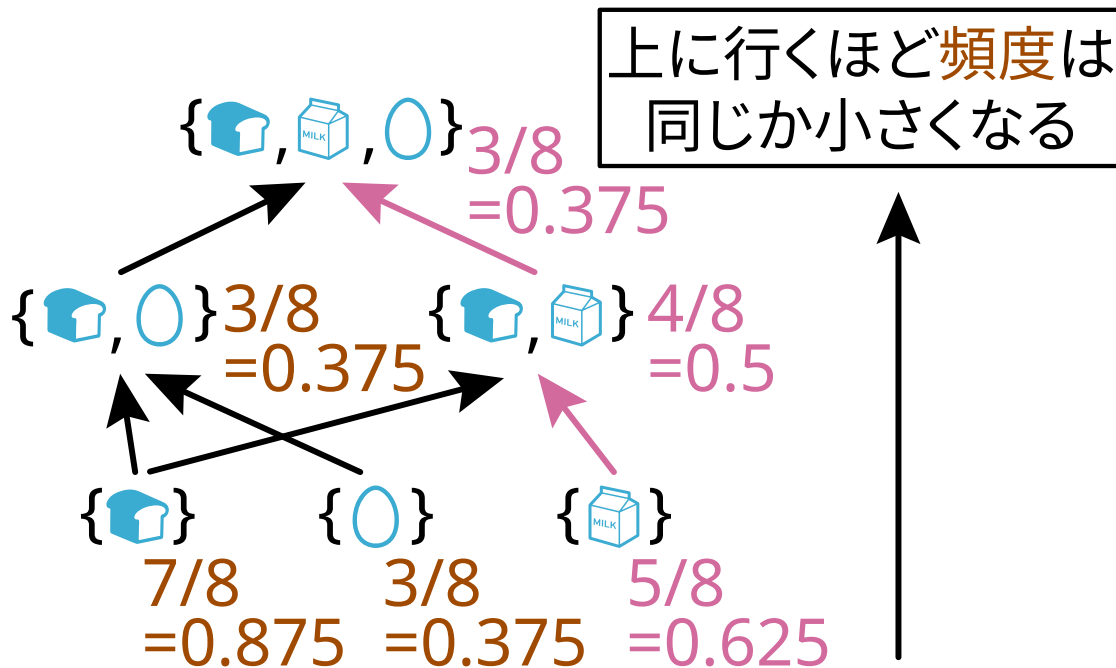 上に行くほど頻度は
同じか小さくなる
{ , MILK , }
3/8
=0.375
{ , }
3/8
=0.375
{ , MILK }
4/8
=0.5
{ }
7/8
=0.875
{ }
3/8
=0.375
{ MILK }
5/8
=0.625